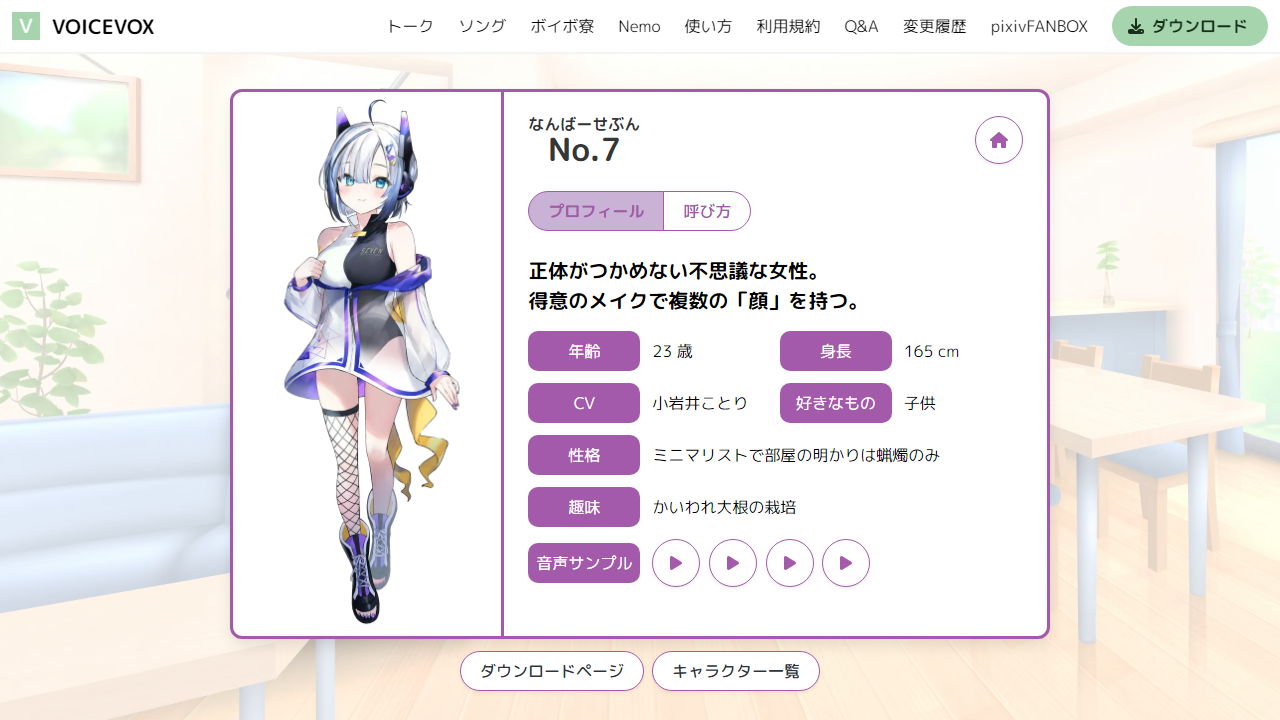 V VOICEVOX トーク ソング ボイボ寮 Nemo 使い方 利用規約 Q&A 変更履歴 pixivFANBOX ダウンロード
なんばーせぶん
No.7
プロフィール 呼び方
正体がつかめない不思議な女性。
得意のメイクで複数の「顔」を持つ。
年齢 23 歳 身長 165 cm
CV 小岩井ことり 好きなもの 子供
性格 ミニマリストで部屋の明かりは蝋燭のみ
趣味 かいわれ大根の栽培
音声サンプル
ダウンロードページ キャラクター一覧